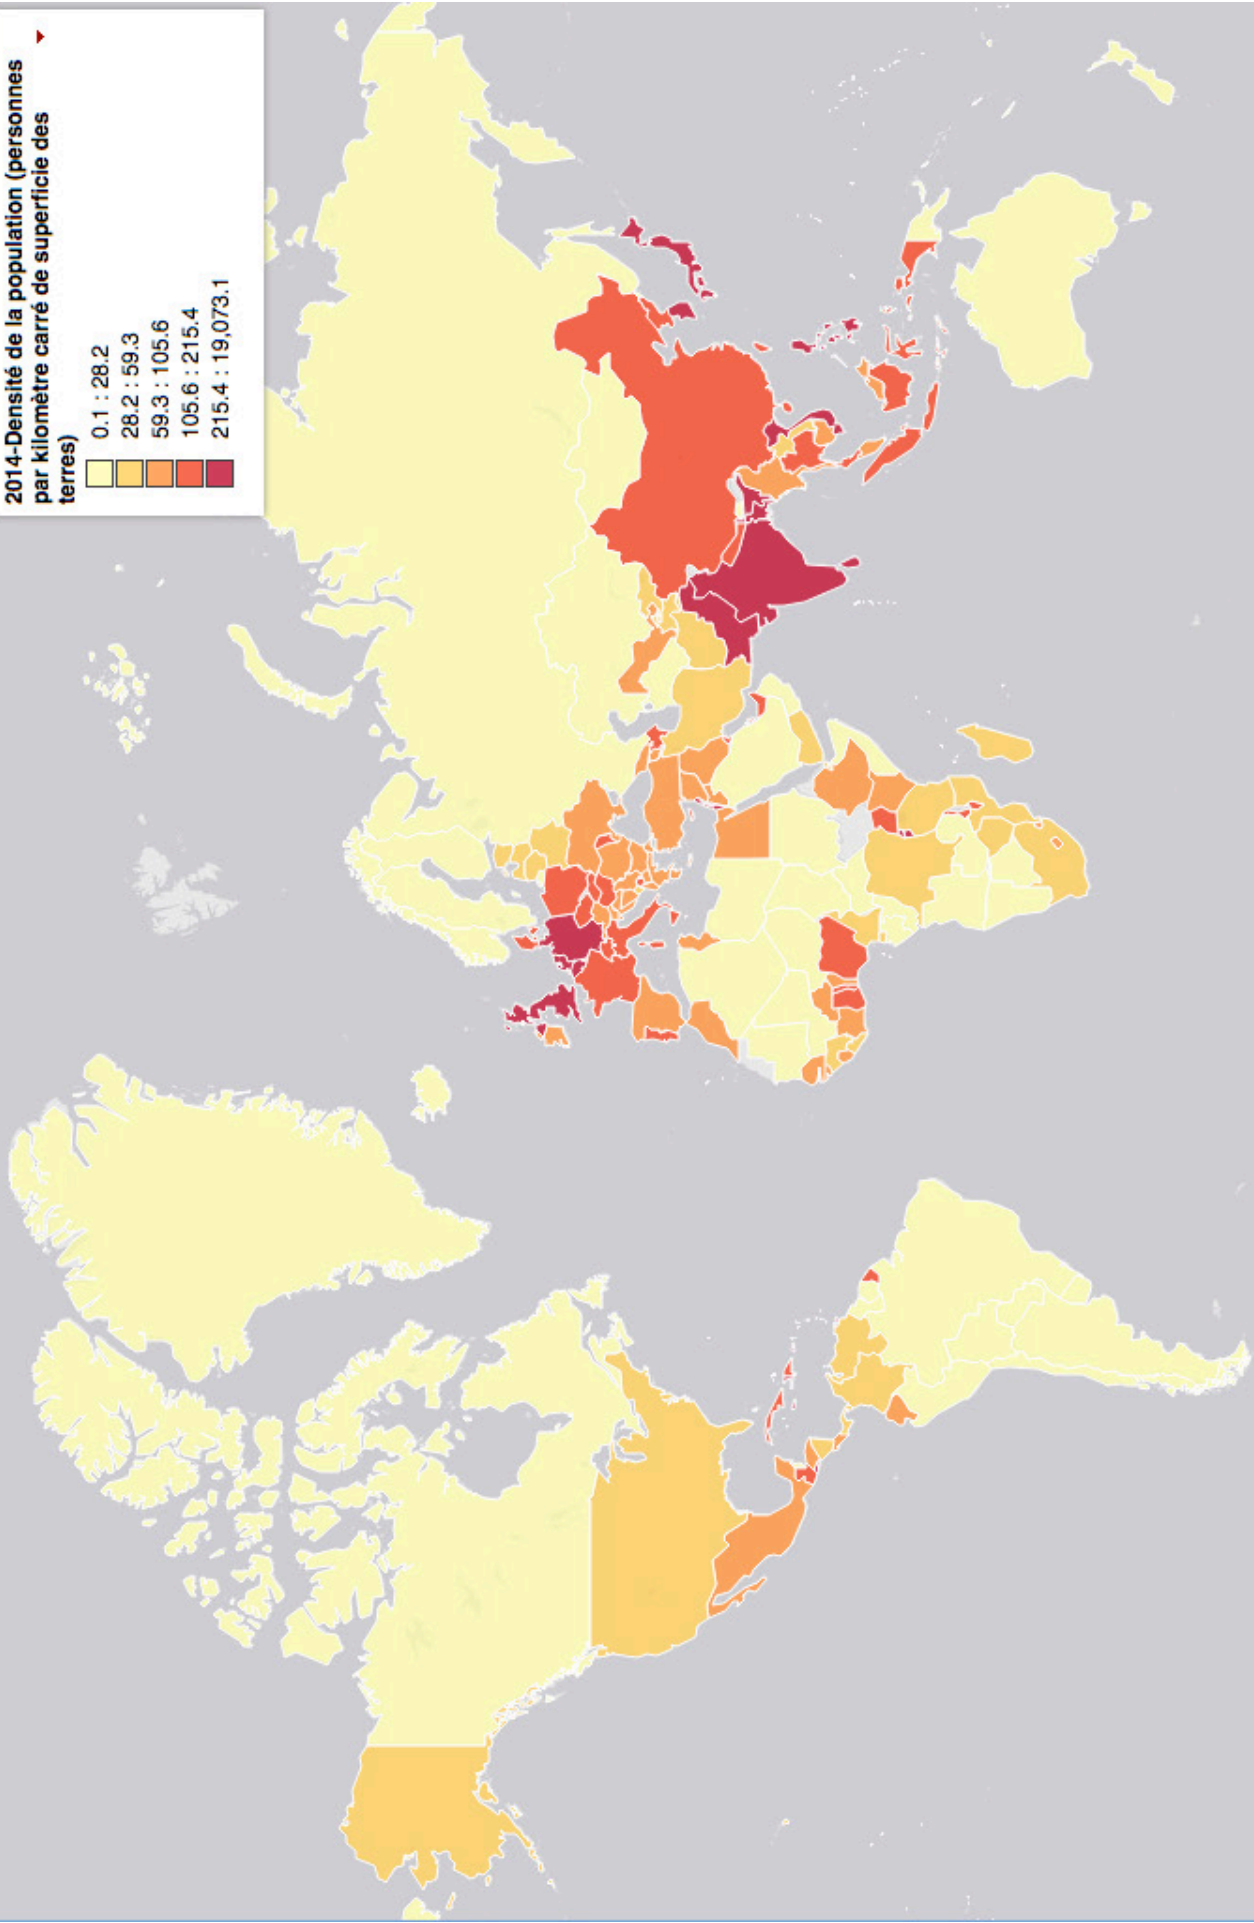 2014-Densité de la population (personnes
par kilomètre carré de superficie des
terres)
0.1 : 28.2
28.2 : 59.3
59.3 : 105.6
105.6 : 215.4
215.4 : 19,073.1